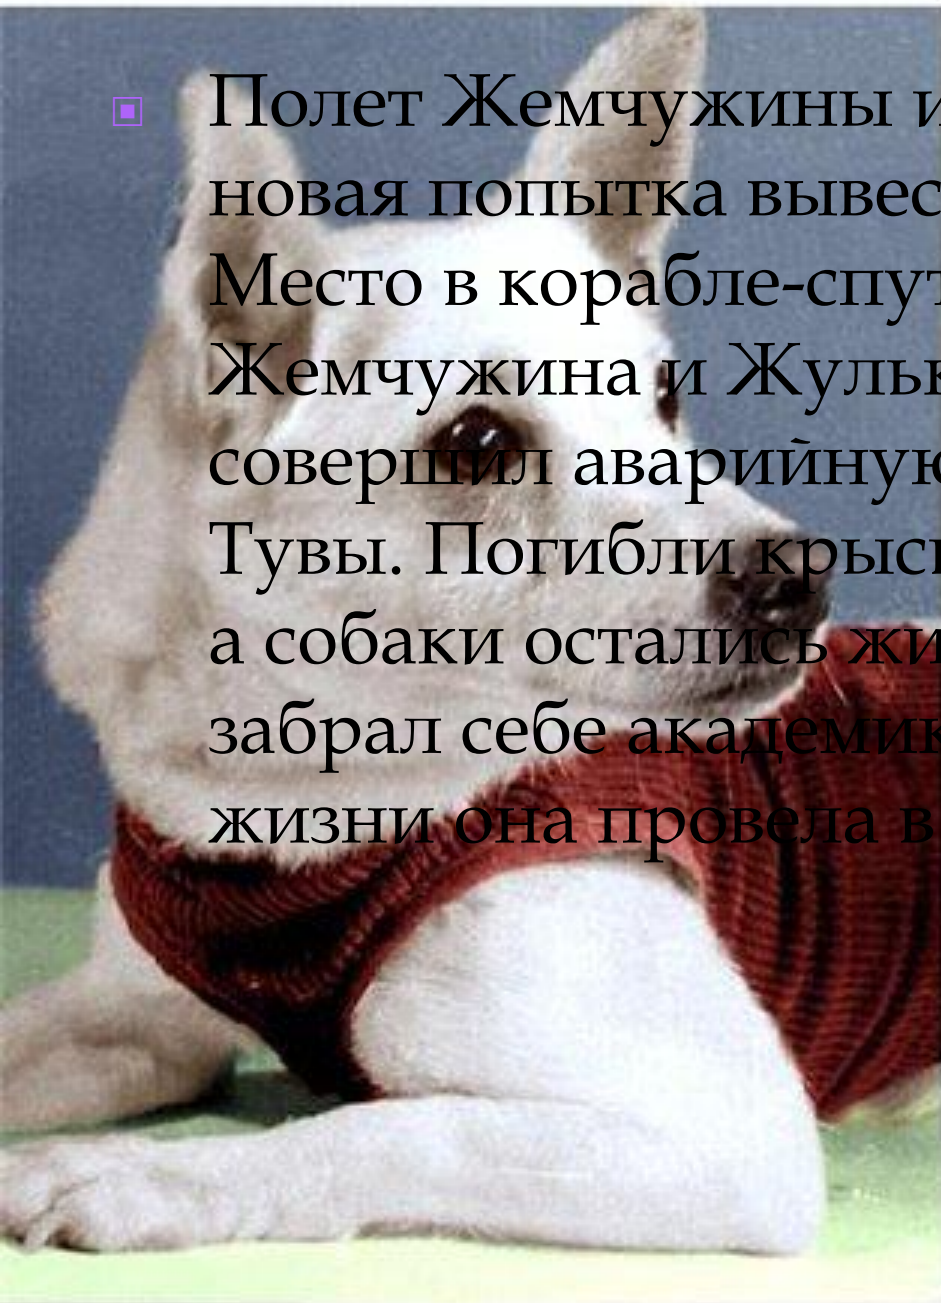 Полет Жемчужины и
новая попытка вывес
Место в корабле-спут
Жемчужина и Жульк
совершил аварийную
Тувы. Погибли крысы
а собаки остались жи
забрал себе академик
жизни она провела в